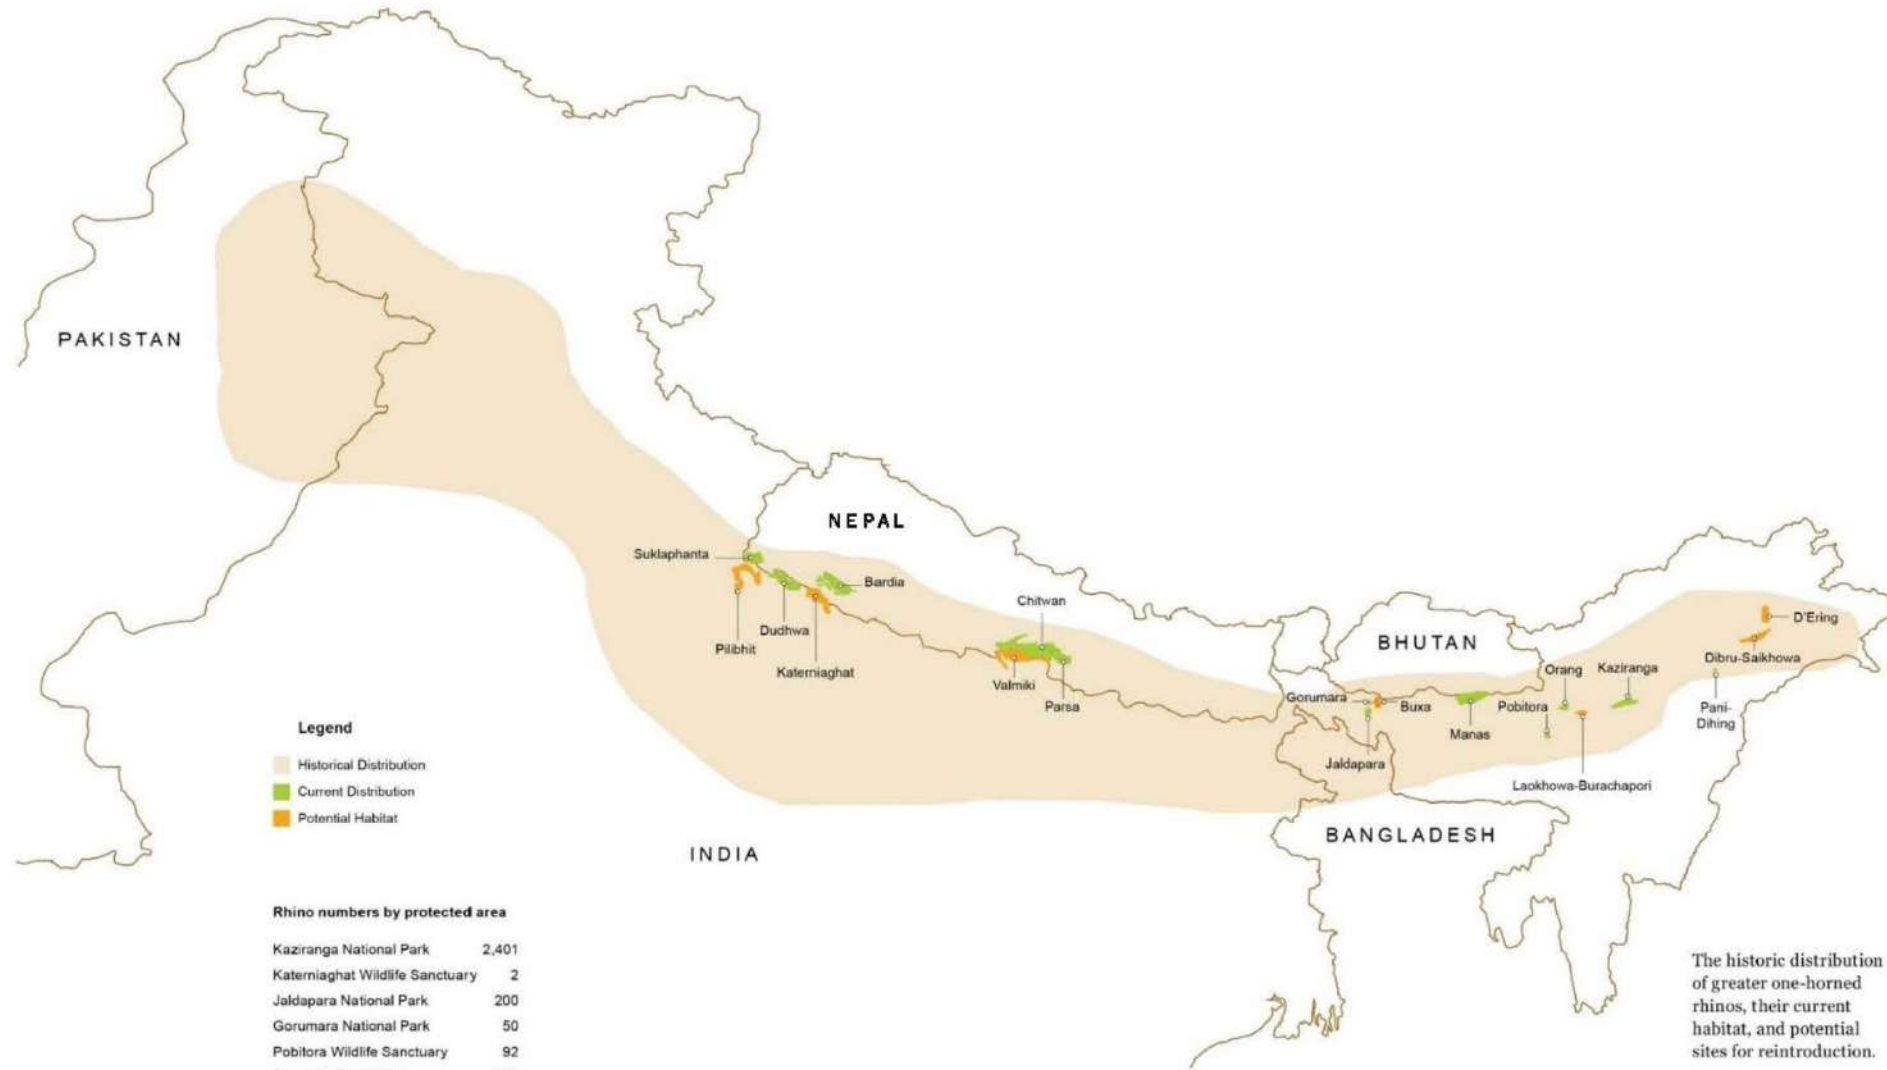 PAKISTAN
NEPAL
Suklaphanta
Bardia
Chitwan
Dudhwa
Pilibhit
Katerniaghat
Valmiki
Parsa
BHUTAN
D'Ering
Dibru-Saikhowa
Orang
Kaziranga
Gorumara
Buxa
Pobitora
Pani-
Dihing
Manas
Jaldapara
Laokhowa-Burachapori
BANGLADESH
INDIA
Legend
Historical Distribution
Current Distribution
Potential Habitat
Rhino numbers by protected area
Kaziranga National Park 2,401
Katerniaghat Wildlife Sanctuary 2
Jaldapara National Park 200
Gorumara National Park 50
Pobitora Wildlife Sanctuary 92
The historic distribution
of greater one-horned
rhinos, their current
habitat, and potential
sites for reintroduction.